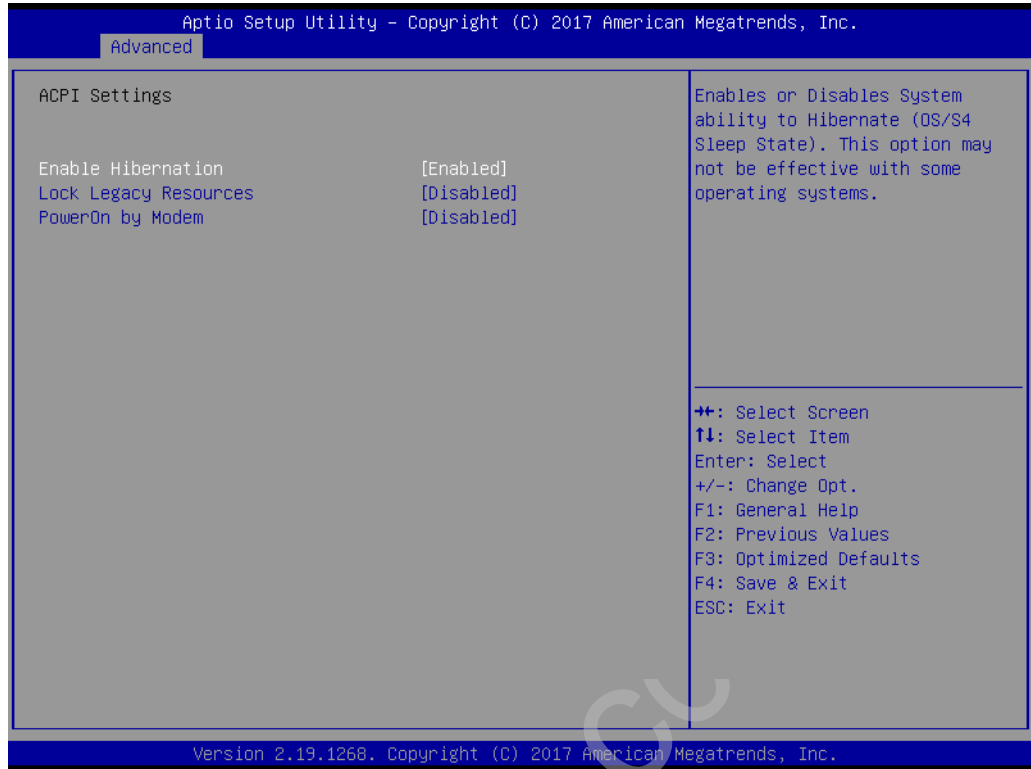 Aptio Setup Utility – Copyright (C) 2017 American Megatrends, Inc.
Advanced
ACPI Settings
Enable Hibernation [Enabled]
Lock Legacy Resources [Disabled]
PowerOn by Modem [Disabled]
Enables or Disables System
ability to Hibernate (OS/S4
Sleep State). This option may
not be effective with some
operating systems.
→←: Select Screen
↑↓: Select Item
Enter: Select
+/-: Change Opt.
F1: General Help
F2: Previous Values
F3: Optimized Defaults
F4: Save & Exit
ESC: Exit
Version 2.19.1268. Copyright (C) 2017 American Megatrends, Inc.